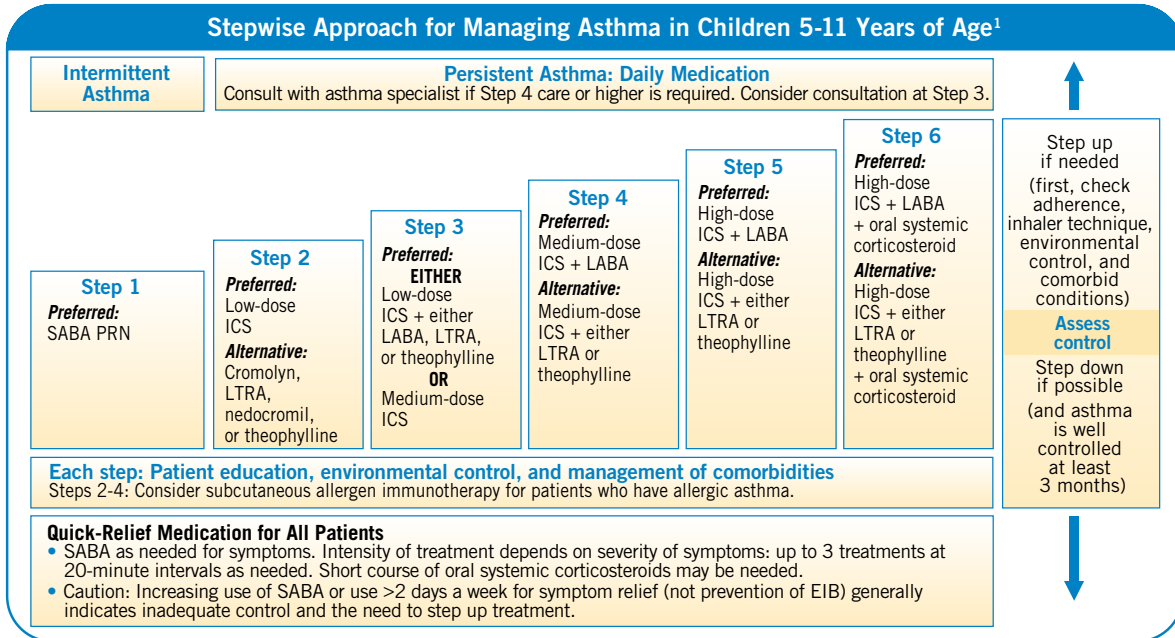 Stepwise Approach for Managing Asthma in Children 5-11 Years of Age¹
Intermittent
Asthma
Persistent Asthma: Daily Medication
Consult with asthma specialist if Step 4 care or higher is required. Consider consultation at Step 3.
Step 1
Preferred:
SABA PRN
Step 2
Preferred:
Low-dose
ICS
Alternative:
Cromolyn,
LTRA,
nedocromil,
or theophylline
Step 3
Preferred:
EITHER
Low-dose
ICS + either
LABA, LTRA,
or theophylline
OR
Medium-dose
ICS
Step 4
Preferred:
Medium-dose
ICS + LABA
Alternative:
Medium-dose
ICS + either
LTRA or
theophylline
Step 5
Preferred:
High-dose
ICS + LABA
Alternative:
High-dose
ICS + either
LTRA or
theophylline
Step 6
Preferred:
High-dose
ICS + LABA
+ oral systemic
corticosteroid
Alternative:
High-dose
ICS + either
LTRA or
theophylline
+ oral systemic
corticosteroid
Step up
if needed
(first, check
adherence,
inhaler technique,
environmental
control, and
comorbid
conditions)
Assess
control
Step down
if possible
(and asthma
is well
controlled
at least
3 months)
Each step: Patient education, environmental control, and management of comorbidities
Steps 2-4: Consider subcutaneous allergen immunotherapy for patients who have allergic asthma.
Quick-Relief Medication for All Patients
• SABA as needed for symptoms. Intensity of treatment depends on severity of symptoms: up to 3 treatments at
20-minute intervals as needed. Short course of oral systemic corticosteroids may be needed.
• Caution: Increasing use of SABA or use >2 days a week for symptom relief (not prevention of EIB) generally
indicates inadequate control and the need to step up treatment.